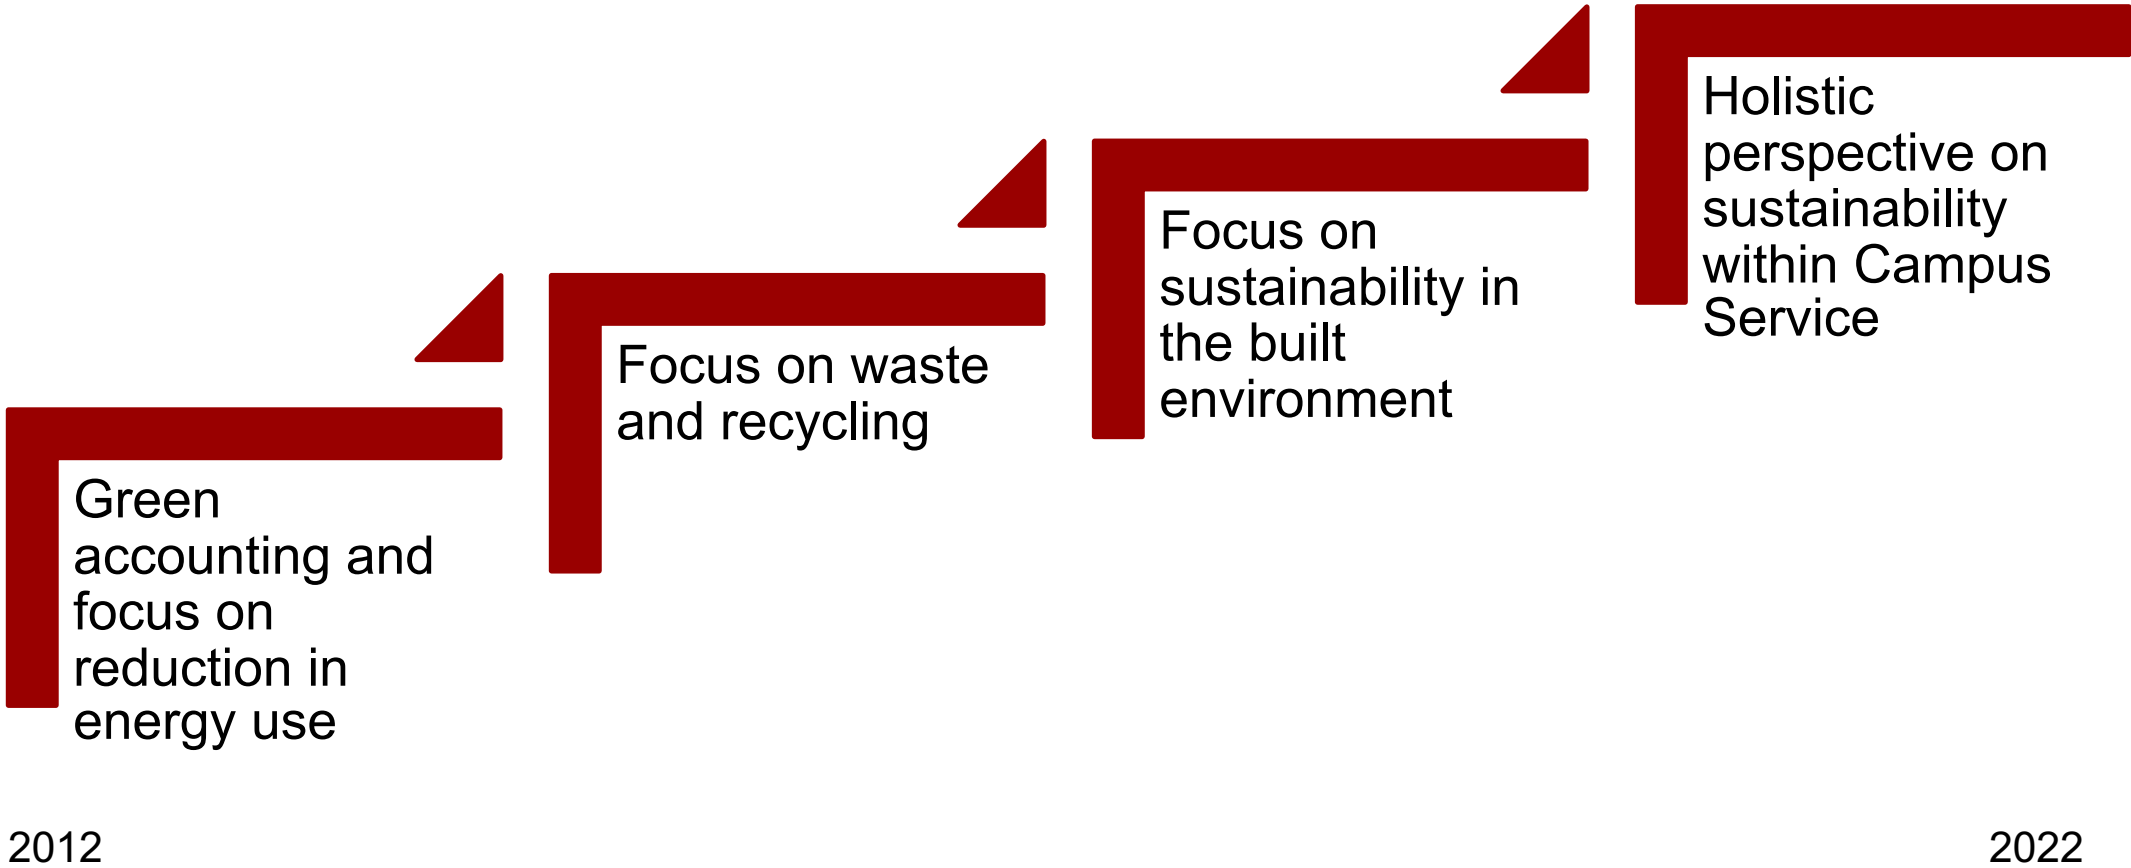 Green
accounting and
focus on
reduction in
energy use
Focus on waste
and recycling
Focus on
sustainability in
the built
environment
Holistic
perspective on
sustainability
within Campus
Service
2012
2022